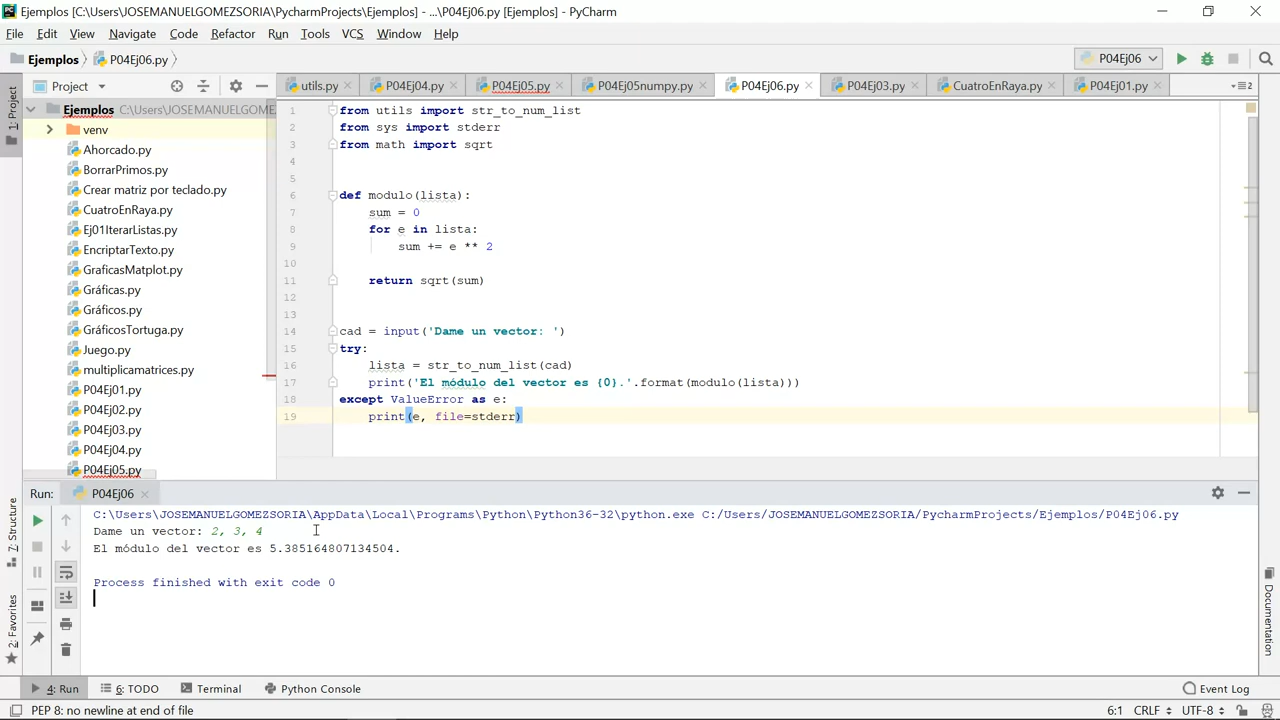 Ejemplos [C:\Users\JOSEMANUELGOMEZSORIA\PycharmProjects\Ejemplos] - ...\P04Ej06.py [Ejemplos] - PyCharm
File Edit View Navigate Code Refactor Run Tools VCS Window Help
Ejemplos P04Ej06.py P04Ej06
1: Project
Project
utils.py P04Ej04.py P04Ej05.py P04Ej05numpy.py P04Ej06.py P04Ej03.py CuatroEnRaya.py P01Ej01.py 2
Ejemplos C:\Users\JOSEMANUELGOME
venv
Ahorcado.py
BorrarPrimos.py
Crear matriz por teclado.py
CuatroEnRaya.py
Ej01IterarListas.py
EncriptarTexto.py
GraficasMatplot.py
Gráficas.py
Gráficos.py
GráficosTortuga.py
Juego.py
multiplicamatrices.py
P04Ej01.py
P04Ej02.py
P04Ej03.py
P04Ej04.py
P04Ej05.py
1 from utils import str_to_num_list
2 from sys import stderr
3 from math import sqrt
4
5
6 def modulo(lista):
7 sum = 0
8 for e in lista:
9 sum += e ** 2
10
11 return sqrt(sum)
12
13
14 cad = input('Dame un vector: ')
15 try:
16 lista = str_to_num_list(cad)
17 print('El módulo del vector es {0}.'.format(modulo(lista)))
18 except ValueError as e:
19 print(e, file=stderr)
Run: P04Ej06
C:\Users\JOSEMANUELGOMEZSORIA\AppData\Local\Programs\Python\Python36-32\python.exe C:/Users/JOSEMANUELGOMEZSORIA/PycharmProjects/Ejemplos/P04Ej06.py
Dame un vector: 2, 3, 4
El módulo del vector es 5.385164807134504.
Process finished with exit code 0
7: Structure
2: Favorites
Documentation
4: Run 6: TODO Terminal Python Console Event Log
PEP 8: no newline at end of file 6:1 CRLF UTF-8